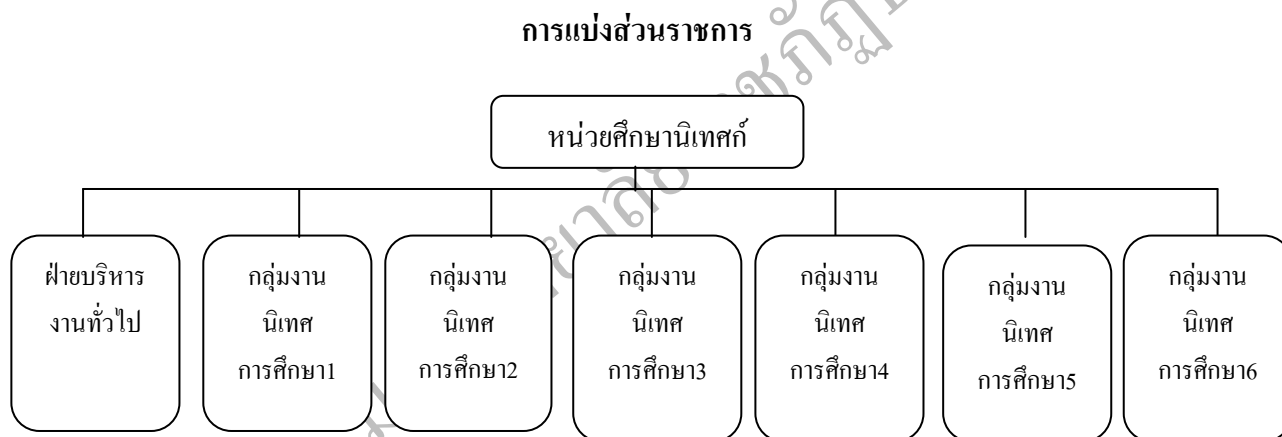 การแบ่งส่วนราชการ
หน่วยศึกษานิเทศก์
ฝ่ายบริหาร
งานทั่วไป
กลุ่มงาน
นิเทศ
การศึกษา1
กลุ่มงาน
นิเทศ
การศึกษา2
กลุ่มงาน
นิเทศ
การศึกษา3
กลุ่มงาน
นิเทศ
การศึกษา4
กลุ่มงาน
นิเทศ
การศึกษา5
กลุ่มงาน
นิเทศ
การศึกษา6